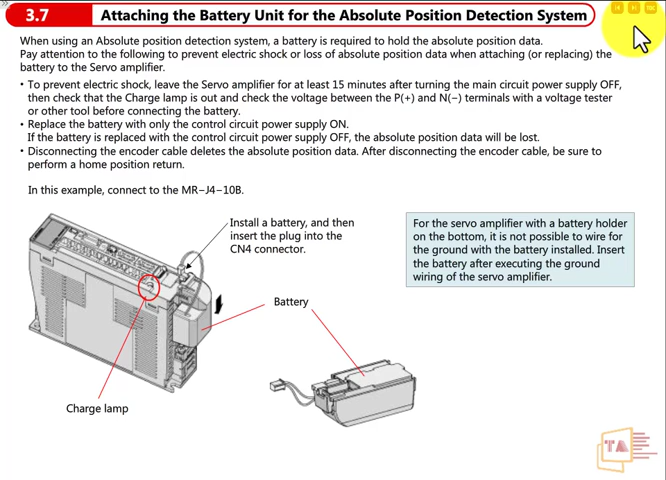 3.7 Attaching the Battery Unit for the Absolute Position Detection System
When using an Absolute position detection system, a battery is required to hold the absolute position data.
Pay attention to the following to prevent electric shock or loss of absolute position data when attaching (or replacing) the
battery to the Servo amplifier.
• To prevent electric shock, leave the Servo amplifier for at least 15 minutes after turning the main circuit power supply OFF,
then check that the Charge lamp is out and check the voltage between the P(+) and N(−) terminals with a voltage tester
or other tool before connecting the battery.
• Replace the battery with only the control circuit power supply ON.
If the battery is replaced with the control circuit power supply OFF, the absolute position data will be lost.
• Disconnecting the encoder cable deletes the absolute position data. After disconnecting the encoder cable, be sure to
perform a home position return.
In this example, connect to the MR−J4−10B.
Install a battery, and then
insert the plug into the
CN4 connector.
For the servo amplifier with a battery holder
on the bottom, it is not possible to wire for
the ground with the battery installed. Insert
the battery after executing the ground
wiring of the servo amplifier.
Battery
Charge lamp
TA